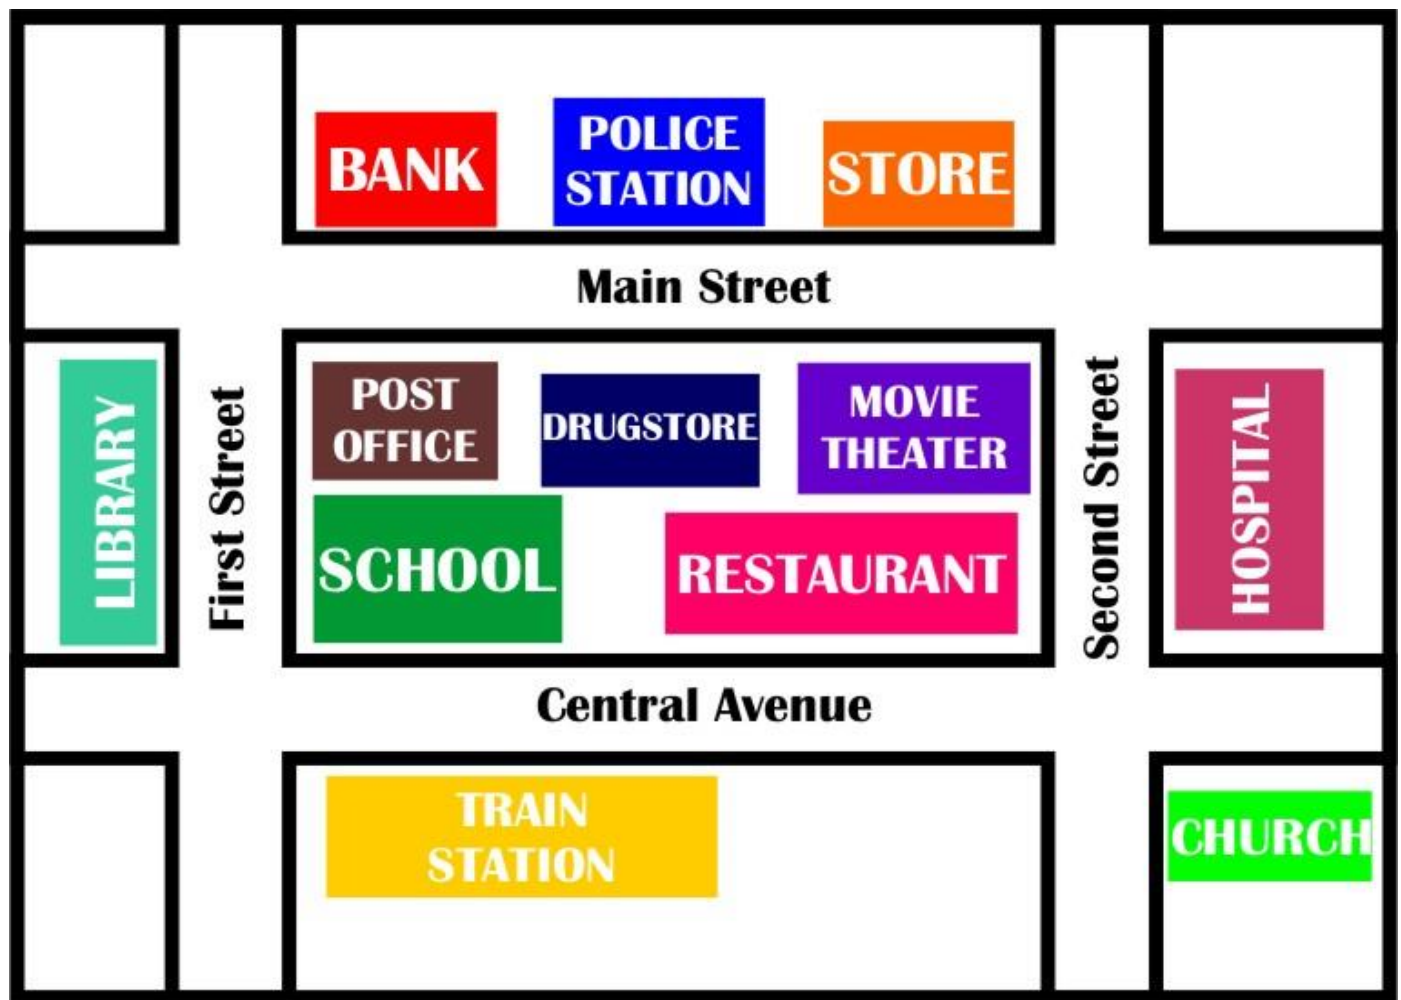 BANK
POLICE
STATION
STORE
Main Street
LIBRARY
First Street
POST
OFFICE
DRUGSTORE
MOVIE
THEATER
SCHOOL
RESTAURANT
Second Street
HOSPITAL
Central Avenue
TRAIN
STATION
CHURCH